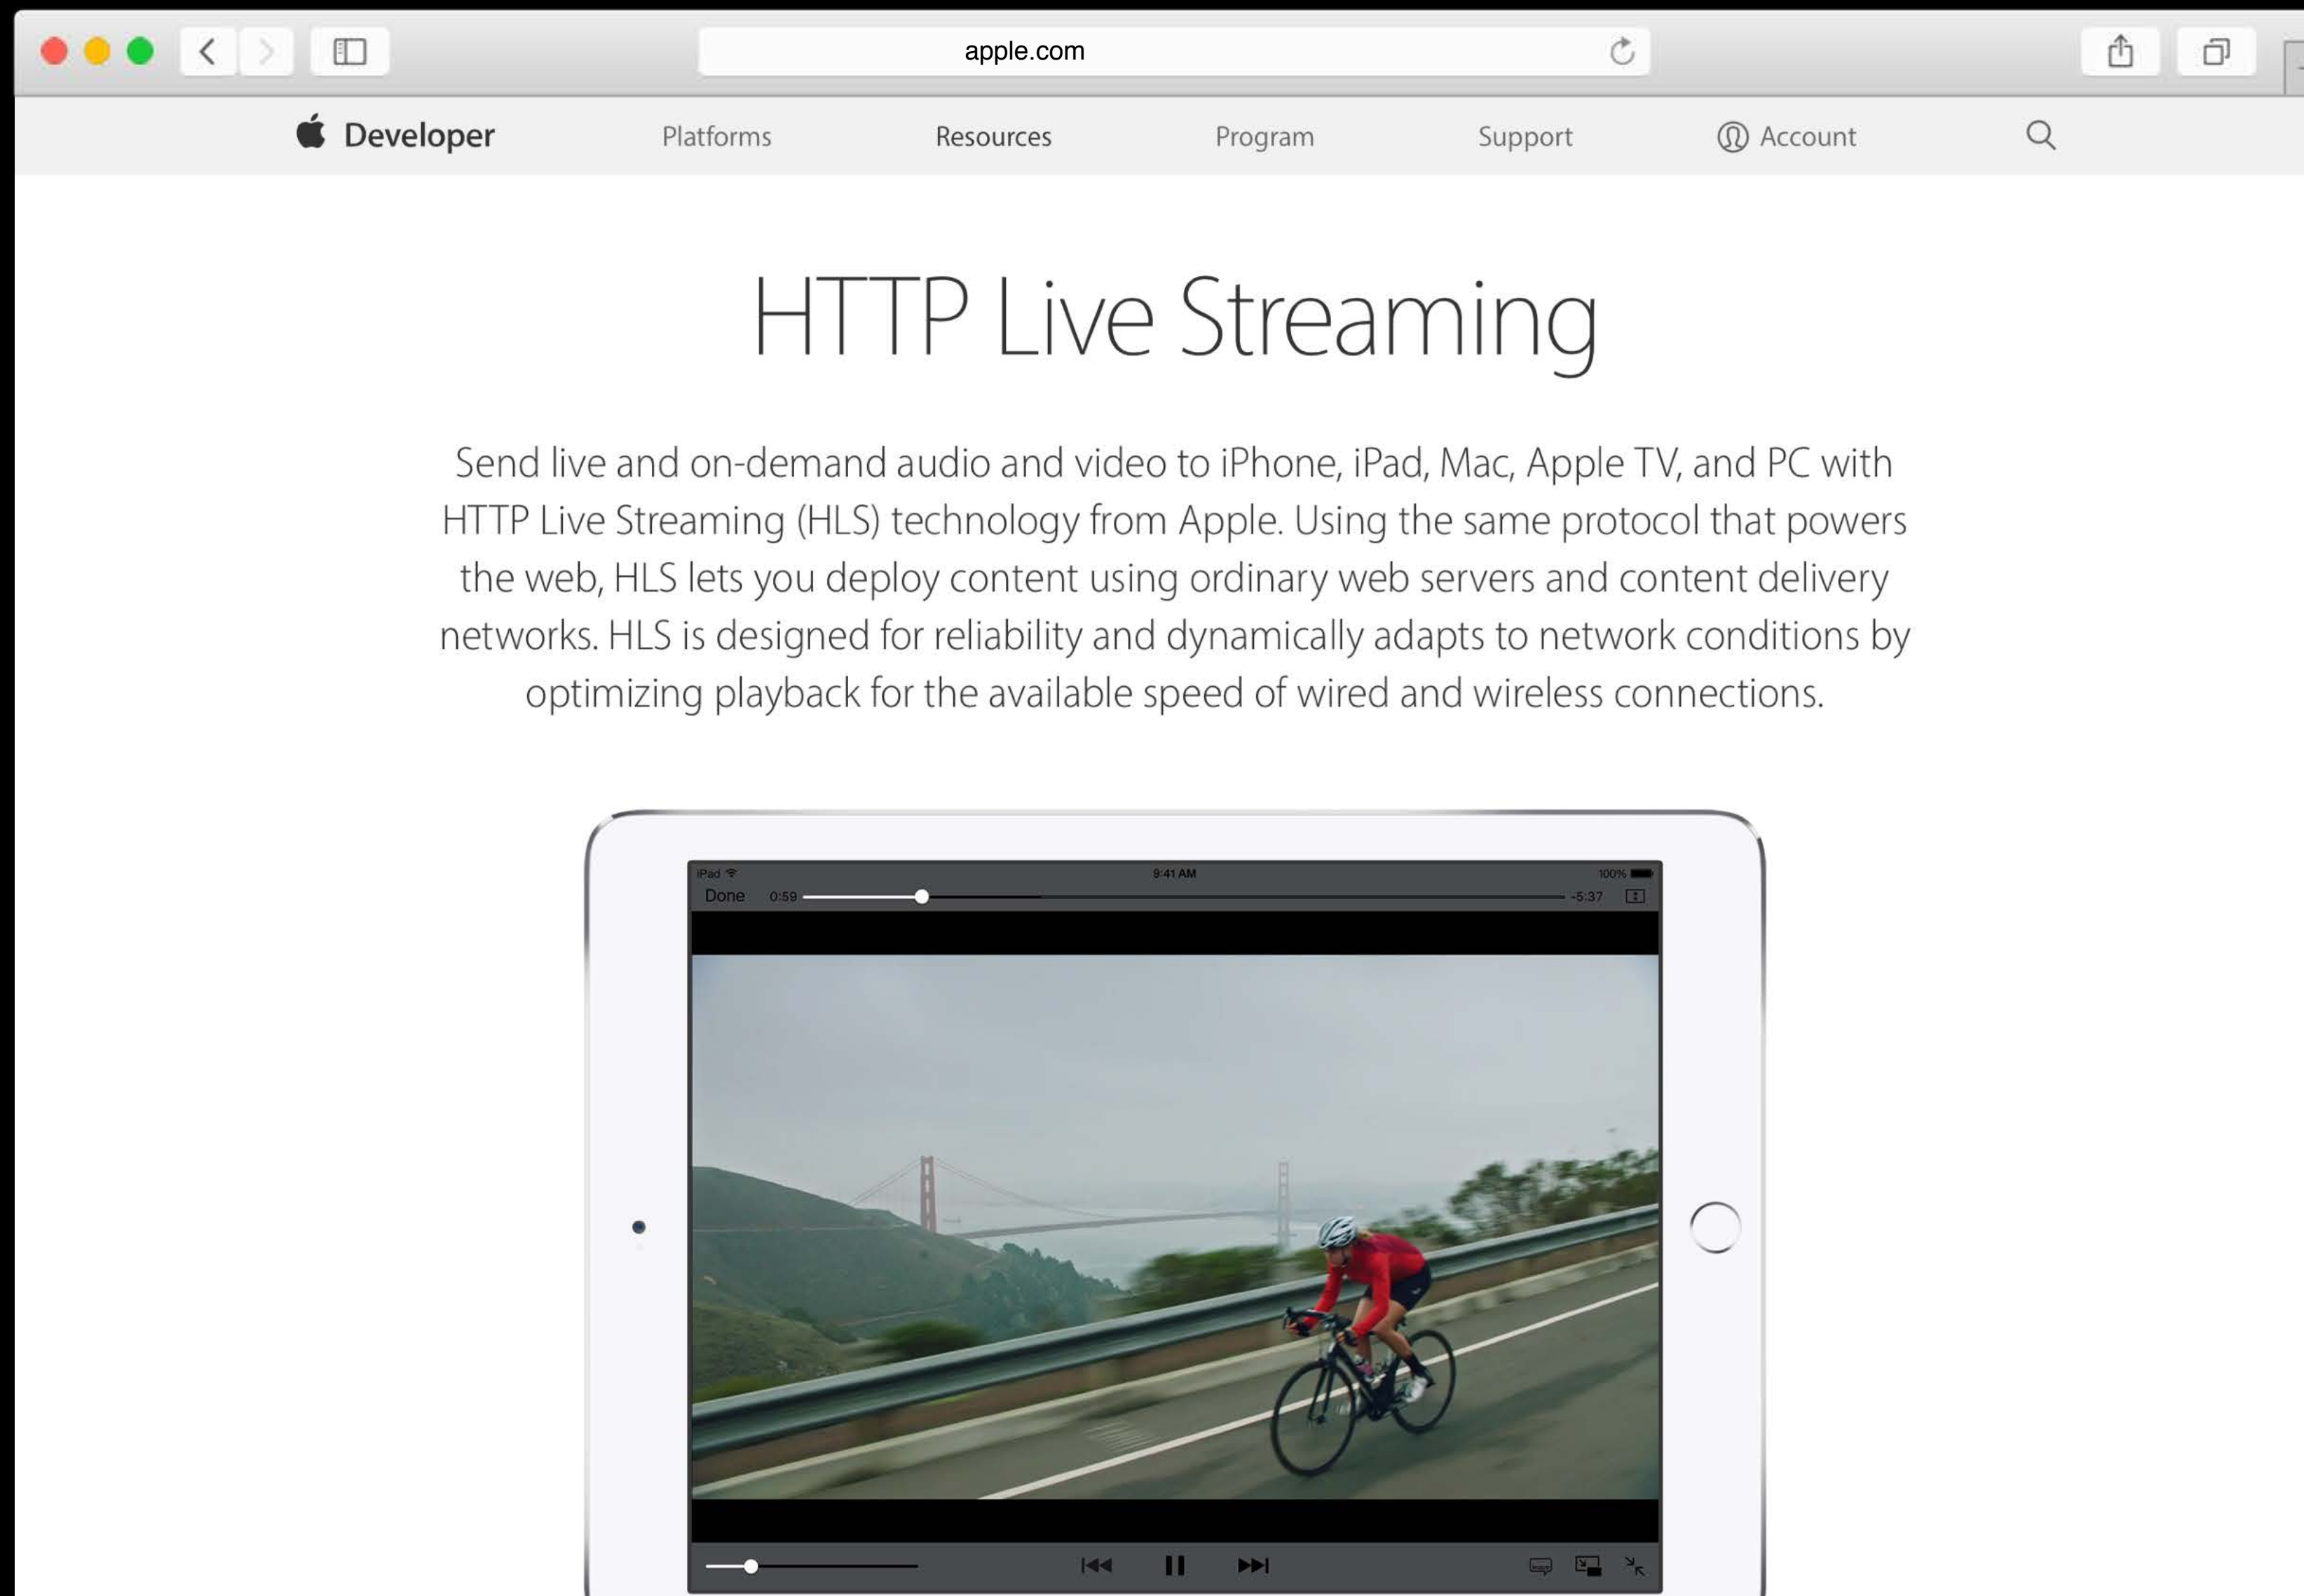 apple.com
Developer
Platforms
Resources
Program
Support
Account
HTTP Live Streaming
Send live and on-demand audio and video to iPhone, iPad, Mac, Apple TV, and PC with
HTTP Live Streaming (HLS) technology from Apple. Using the same protocol that powers
the web, HLS lets you deploy content using ordinary web servers and content delivery
networks. HLS is designed for reliability and dynamically adapts to network conditions by
optimizing playback for the available speed of wired and wireless connections.
iPad
9:41 AM
100%
Done
0:59
-5:37